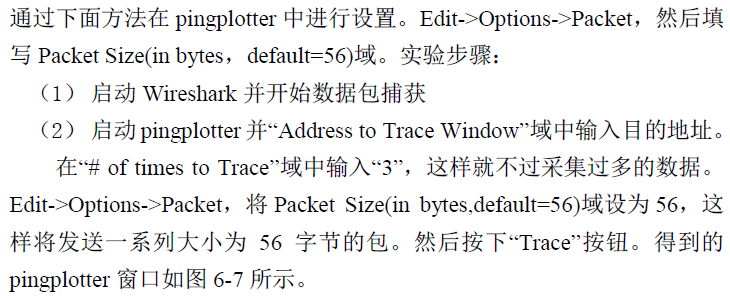 通过下面方法在 pingplotter 中进行设置。Edit->Options->Packet，然后填
写 Packet Size(in bytes，default=56)域。实验步骤：
（1） 启动 Wireshark 并开始数据包捕获
（2） 启动 pingplotter 并“Address to Trace Window”域中输入目的地址。
在“# of times to Trace”域中输入“3”，这样就不过采集过多的数据。
Edit->Options->Packet，将 Packet Size(in bytes,default=56)域设为 56，这
样将发送一系列大小为 56 字节的包。然后按下“Trace”按钮。得到的
pingplotter 窗口如图 6-7 所示。